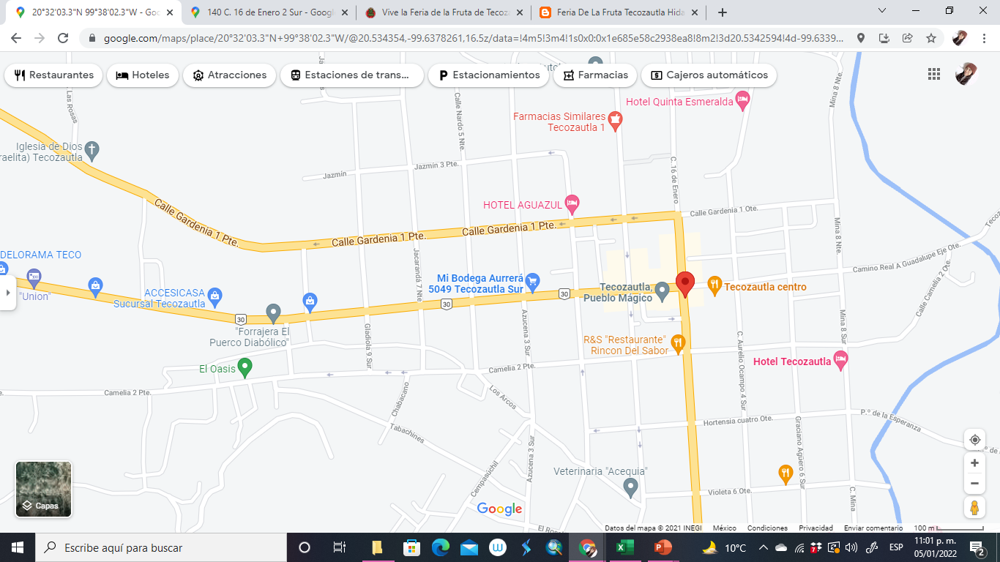 20°32'03.3"N 99°38'02.3"W - Goo
140 C. 16 de Enero 2 Sur - Google
Vive la Feria de la Fruta de Tecoza
Feria De La Fruta Tecozautla Hida
google.com/maps/place/20°32'03.3"N+99°38'02.3"W/@20.534354,-99.6378261,16.5z/data=!4m5!3m4!1s0x0:0x1e685e58c2938ea8!8m2!3d20.5342594!4d-99.6339...
Restaurantes
Hoteles
Atracciones
Estaciones de trans...
Estacionamientos
Farmacias
Cajeros automáticos
Las Rosas
Calle Nardo 5 Nte.
Mina 8 Nte.
Hotel Quinta Esmeralda
Farmacias Similares
Tecozautla 1
Iglesia de Dios
raelita) Tecozautla
Jazmin
Jazmín 3 Pte.
C. 16 de Enero
HOTEL AGUAZUL
Calle Gardenia 1 Ote.
Calle Gardenia 1 Pte.
Calle Gardenia 1 Pte.
Calle Gardenia 1 Pte.
Mina 8 Nte.
Jacarandá 7 Nte.
DELORAMA TECO
Camino Real A Guadalupe Eje Ote.
Mi Bodega Aurrerá
5049 Tecozautla Sur
Tecozautla,
Pueblo Mágico
Tecozautla centro
"Union"
ACCESICASA
Sucursal Tecozautla
30
30
30
Calle Camelia 2 Ote.
"Forrajera El
Puerco Diabólico"
Gladiola 9 Sur
Azucena 3 Sur
Mina 8 Sur
R&S "Restaurante"
Rincon Del Sabor
C. Aurelio Ocampo 4 Sur
Hotel Tecozautla
El Oasis
Camelia 2 Pte.
Camelia 2 Pte.
Los Arcos
Chabacano
Tabachines
Hortensia cuatro Ote.
P.º de la Esperanza
P.º de
Graciano Agüero 6 Sur
Azucena 3 Sur
Cempasúchil
Veterinaria "Acequia"
Violeta 6 Ote.
C. Mina
El Rosa
Capas
Google
Datos del mapa © 2021 INEGI
México
Condiciones
Privacidad
Enviar comentario
100 m
Escribe aquí para buscar
10°C
ESP
11:01 p. m.
05/01/2022
2